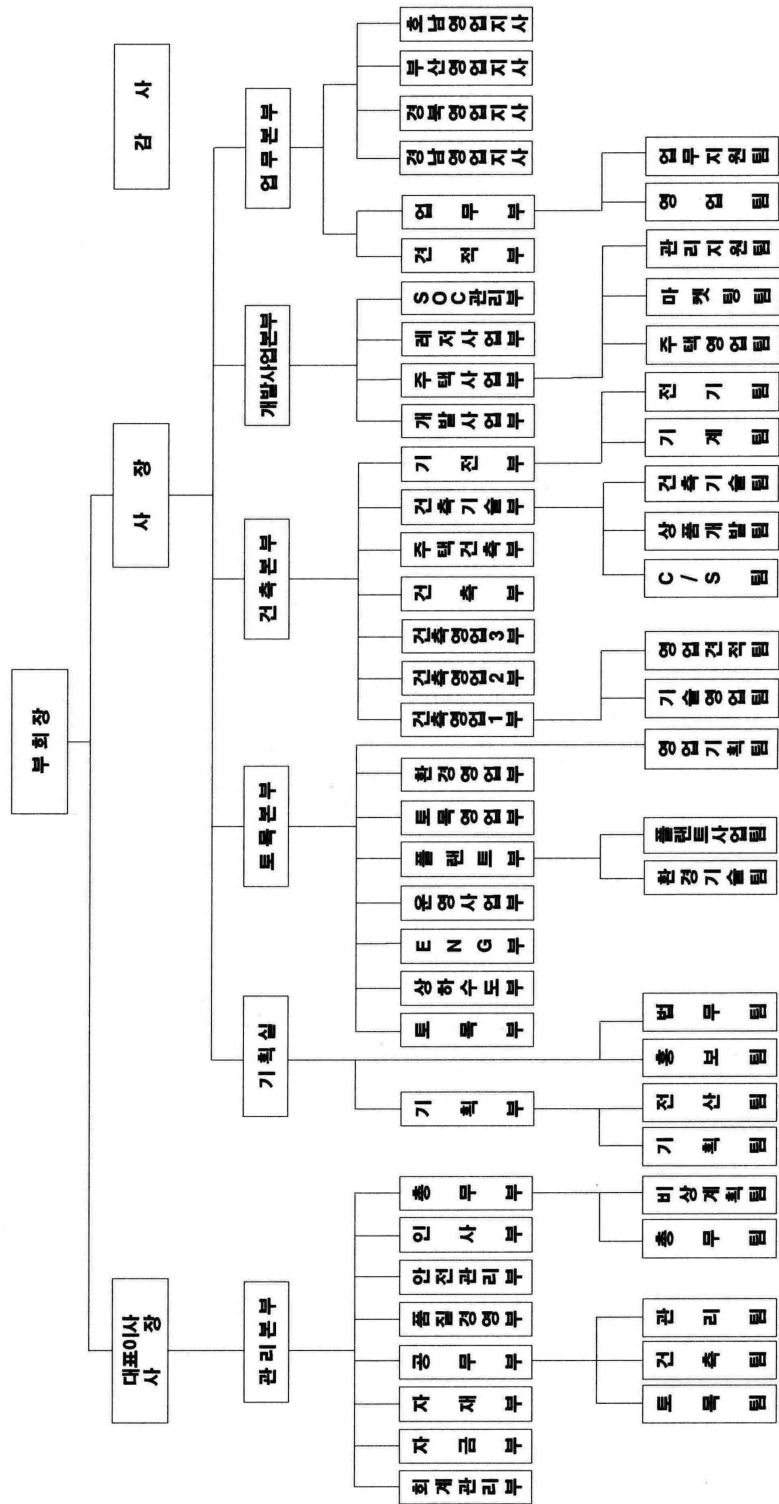 부회장
대표이사
사 장
사 장
감 사
관리본부
기획실
토목본부
건축본부
개발사업본부
업무본부
회계관리부
자금부
자재부
공무부
품질경영부
안전관리부
인사부
총무부
기획부
토목부
상하수도부
ENG부
운영사업부
플랜트부
토목영업부
환경영업부
건축영업1부
건축영업2부
건축영업3부
건축부
주택건축부
건축기술부
기전부
개발사업부
주택사업부
레저사업부
SOC관리부
견적부
업무부
경남영업지사
경북영업지사
부산영업지사
호남영업지사
토목팀
건축팀
관리팀
총무팀
비상계획팀
기획팀
전산팀
홍보팀
법무팀
환경기술팀
플랜트사업팀
영업기획팀
기술영업팀
영업견적팀
C/S팀
상품개발팀
건축기술팀
기계팀
전기팀
주택영업팀
마켓팅팀
관리지원팀
영업팀
업무지원팀